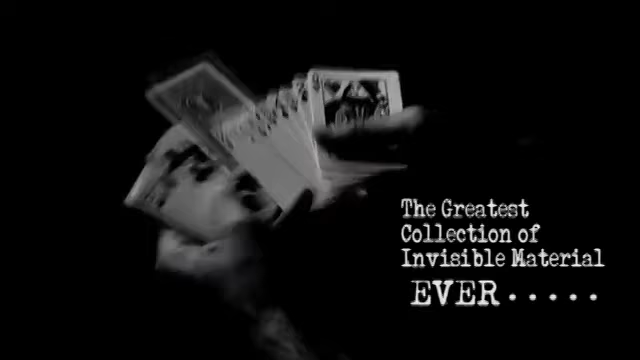 The Greatest
Collection of
Invisible Material
EVER.....